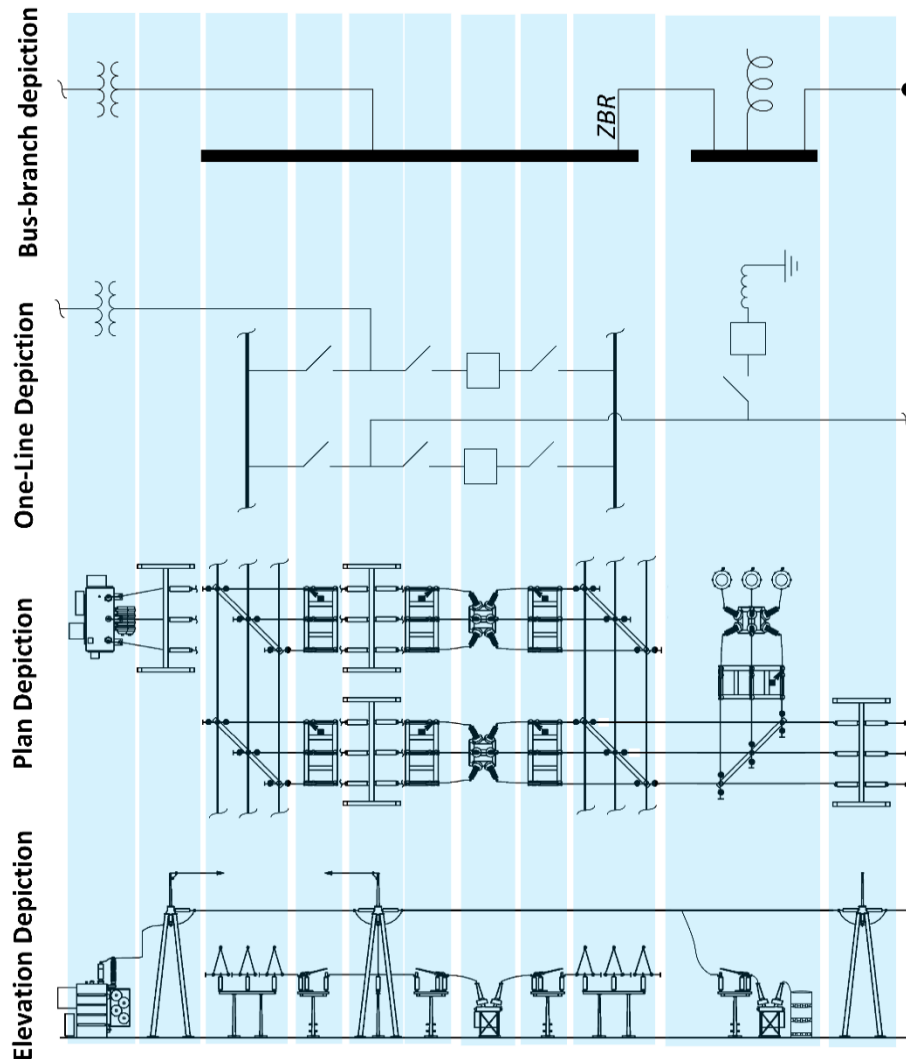 Bus-branch depiction
ZBR
One-Line Depiction
Plan Depiction
Elevation Depiction